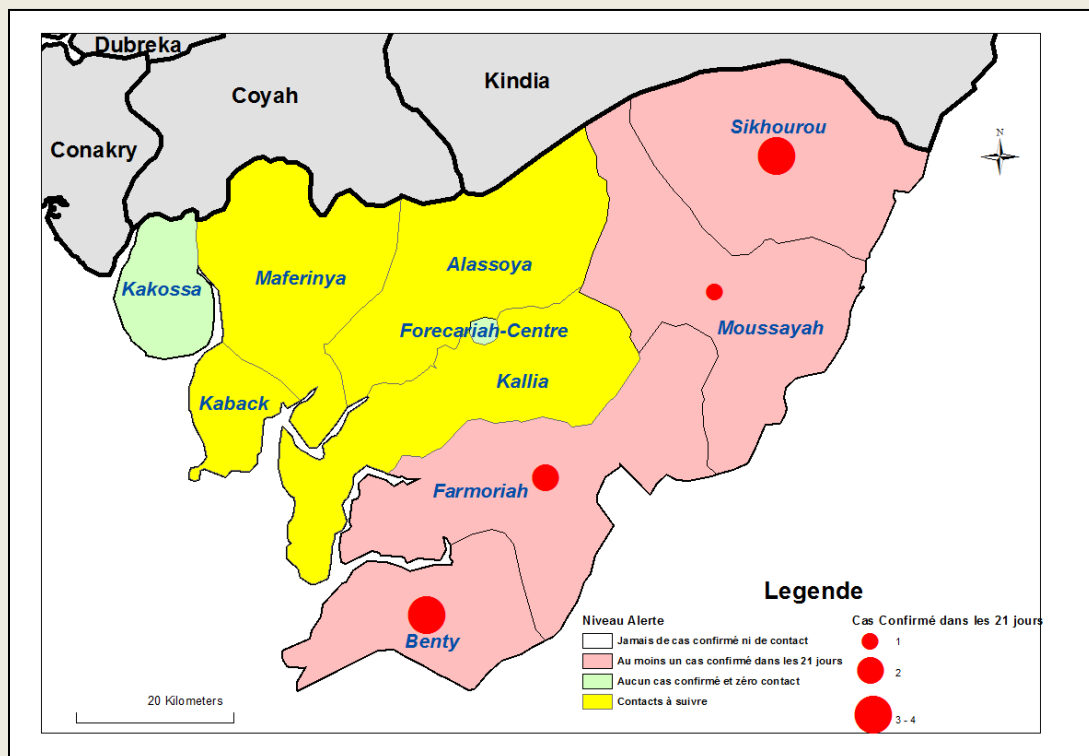 Dubreka
Kindia
Coyah
Sikhourou
Conakry
N
Alassoya
Maferinya
Kakossa
Forecariah-Centre
Moussayah
Kallia
Kaback
Farmoriah
Benty
Legende
Niveau Alerte
Jamais de cas confirmé ni de contact
Au moins un cas confirmé dans les 21 jours
Aucun cas confirmé et zéro contact
Contacts à suivre
Cas Confirmé dans les 21 jours
1
2
3 - 4
20 Kilometers